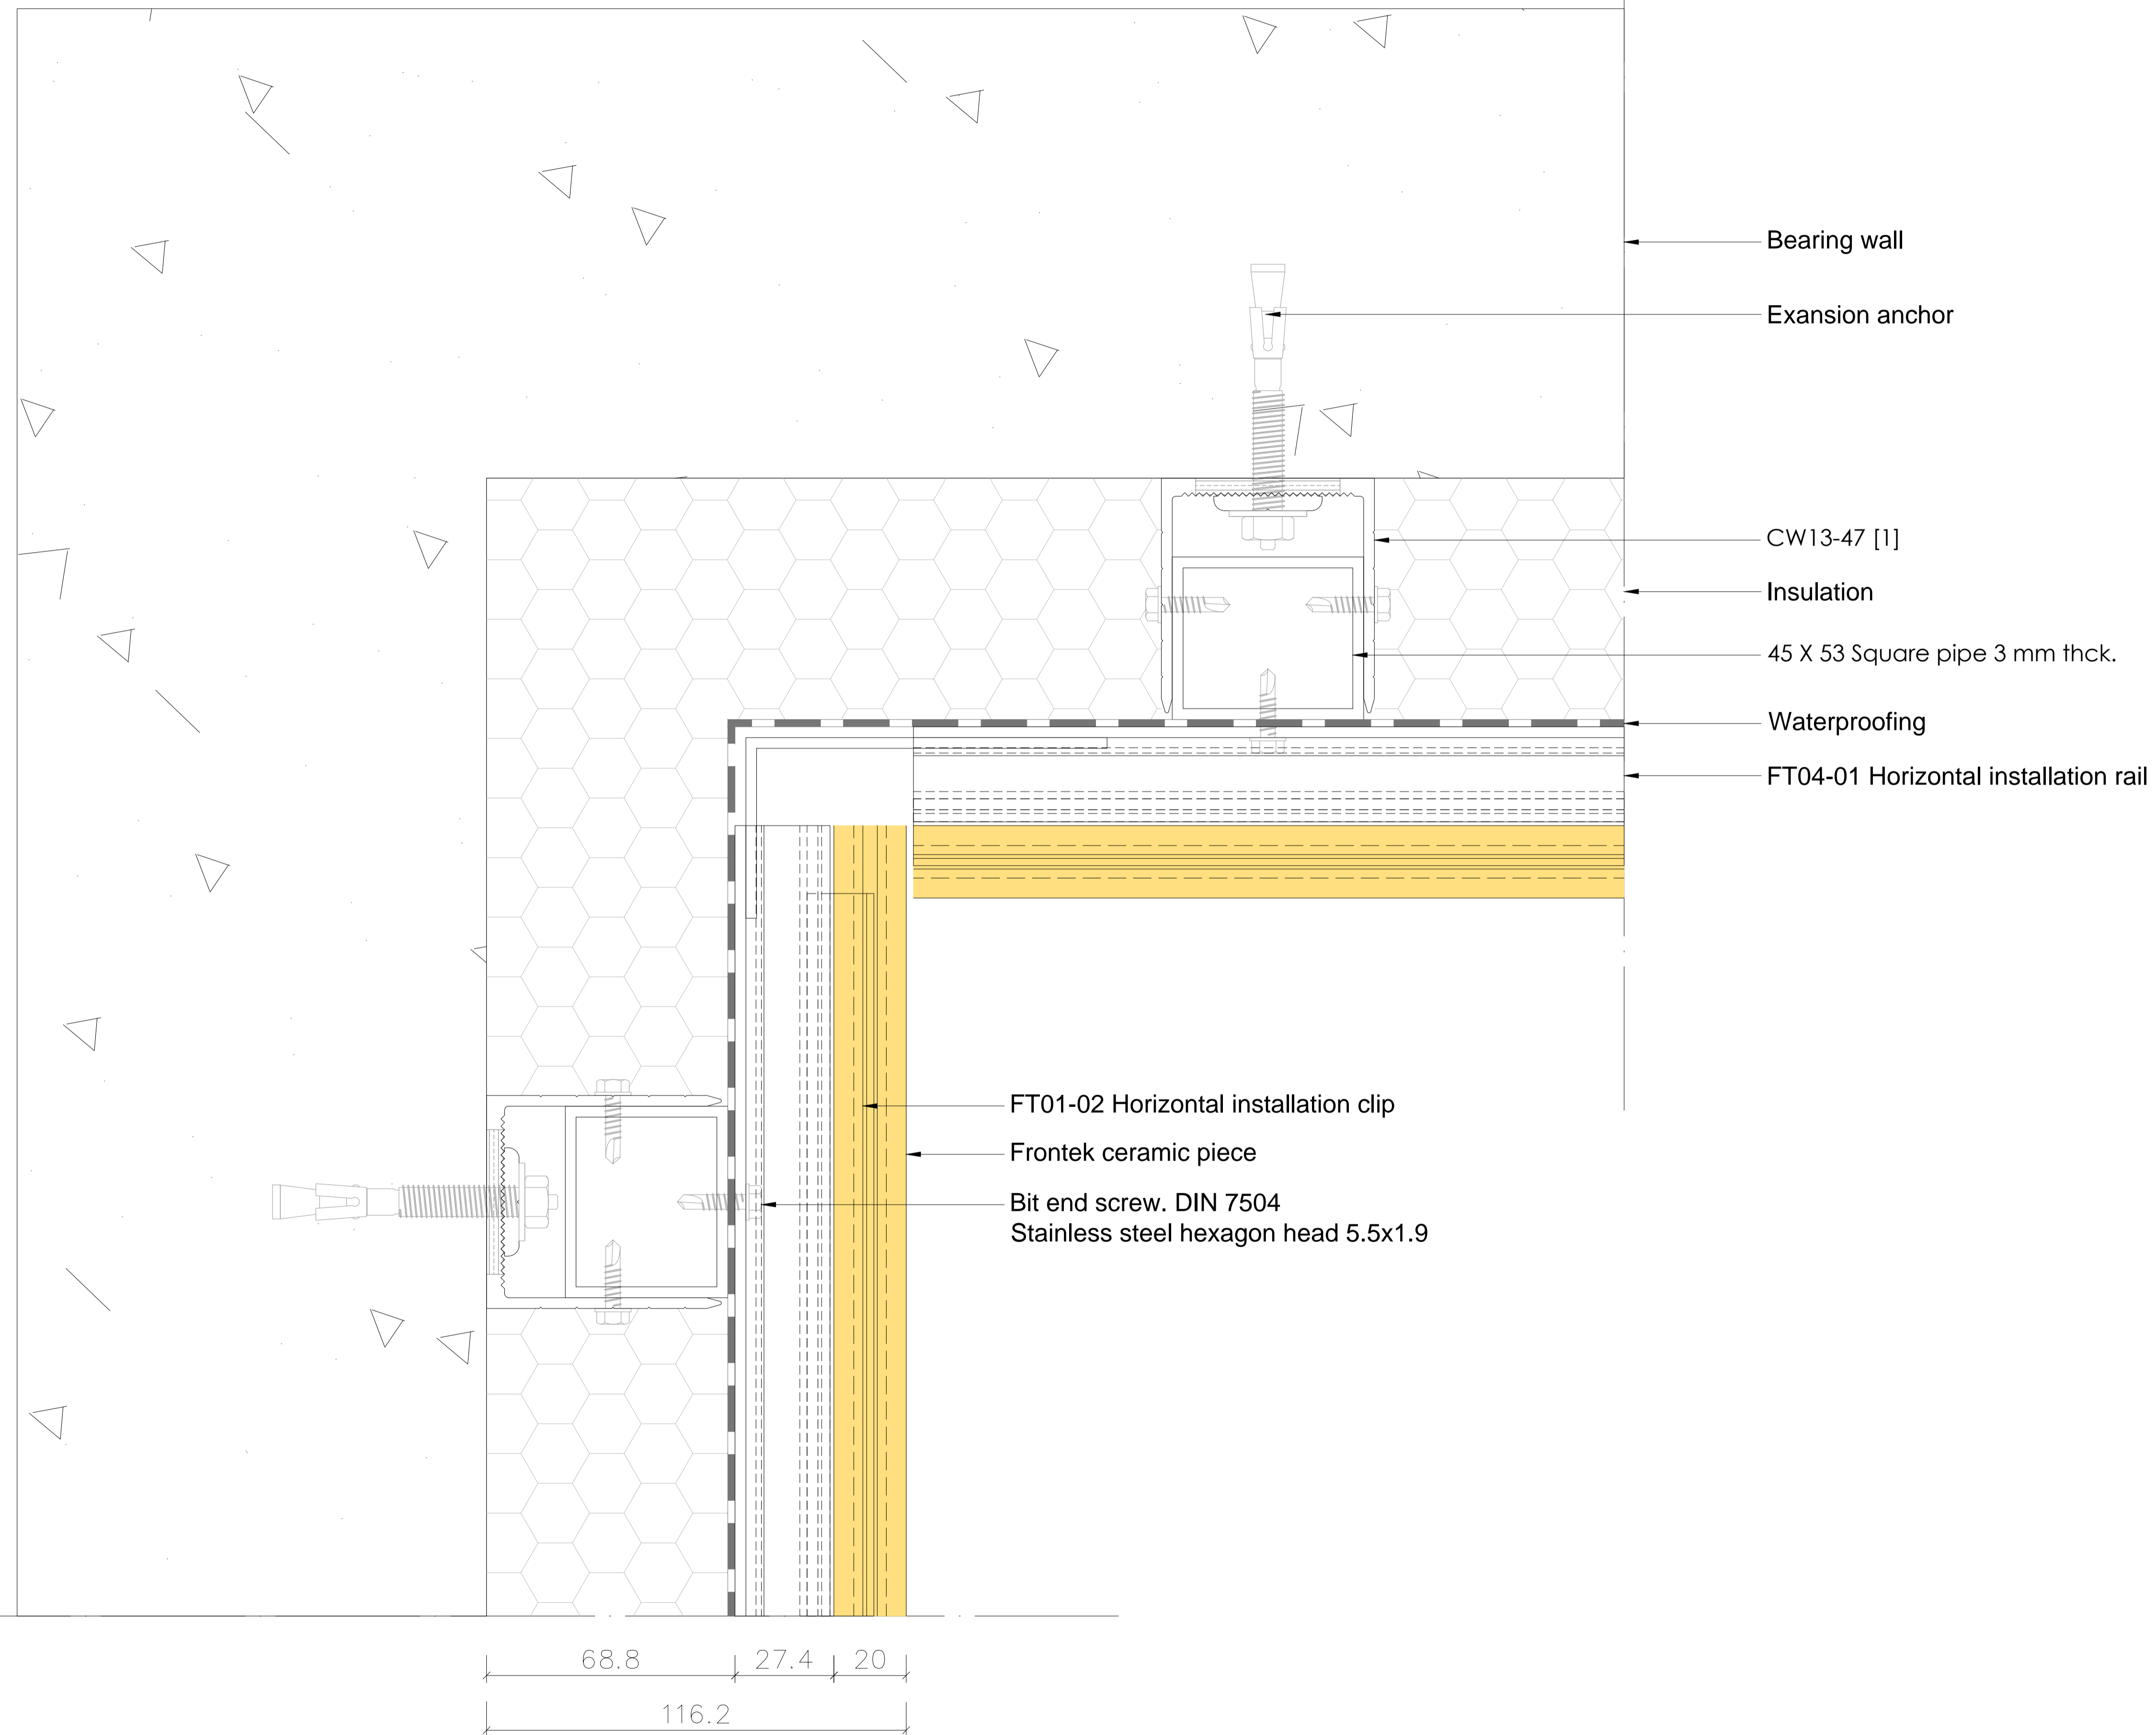 Bearing wall
Exansion anchor
CW13-47 [1]
Insulation
45 X 53 Square pipe 3 mm thck.
Waterproofing
FT04-01 Horizontal installation rail
FT01-02 Horizontal installation clip
Frontek ceramic piece
Bit end screw. DIN 7504
Stainless steel hexagon head 5.5x1.9
68.8 27.4 20
116.2